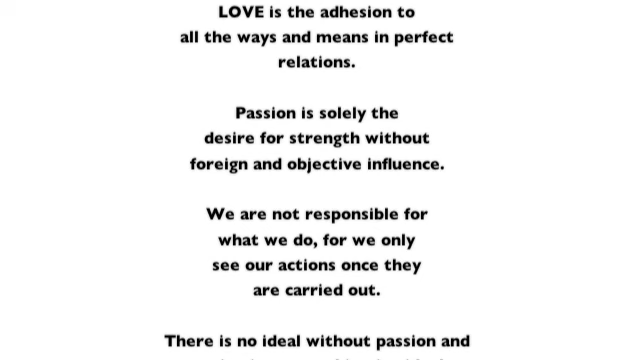 LOVE is the adhesion to
all the ways and means in perfect
relations.
Passion is solely the
desire for strength without
foreign and objective influence.
We are not responsible for
what we do, for we only
see our actions once they
are carried out.
There is no ideal without passion and